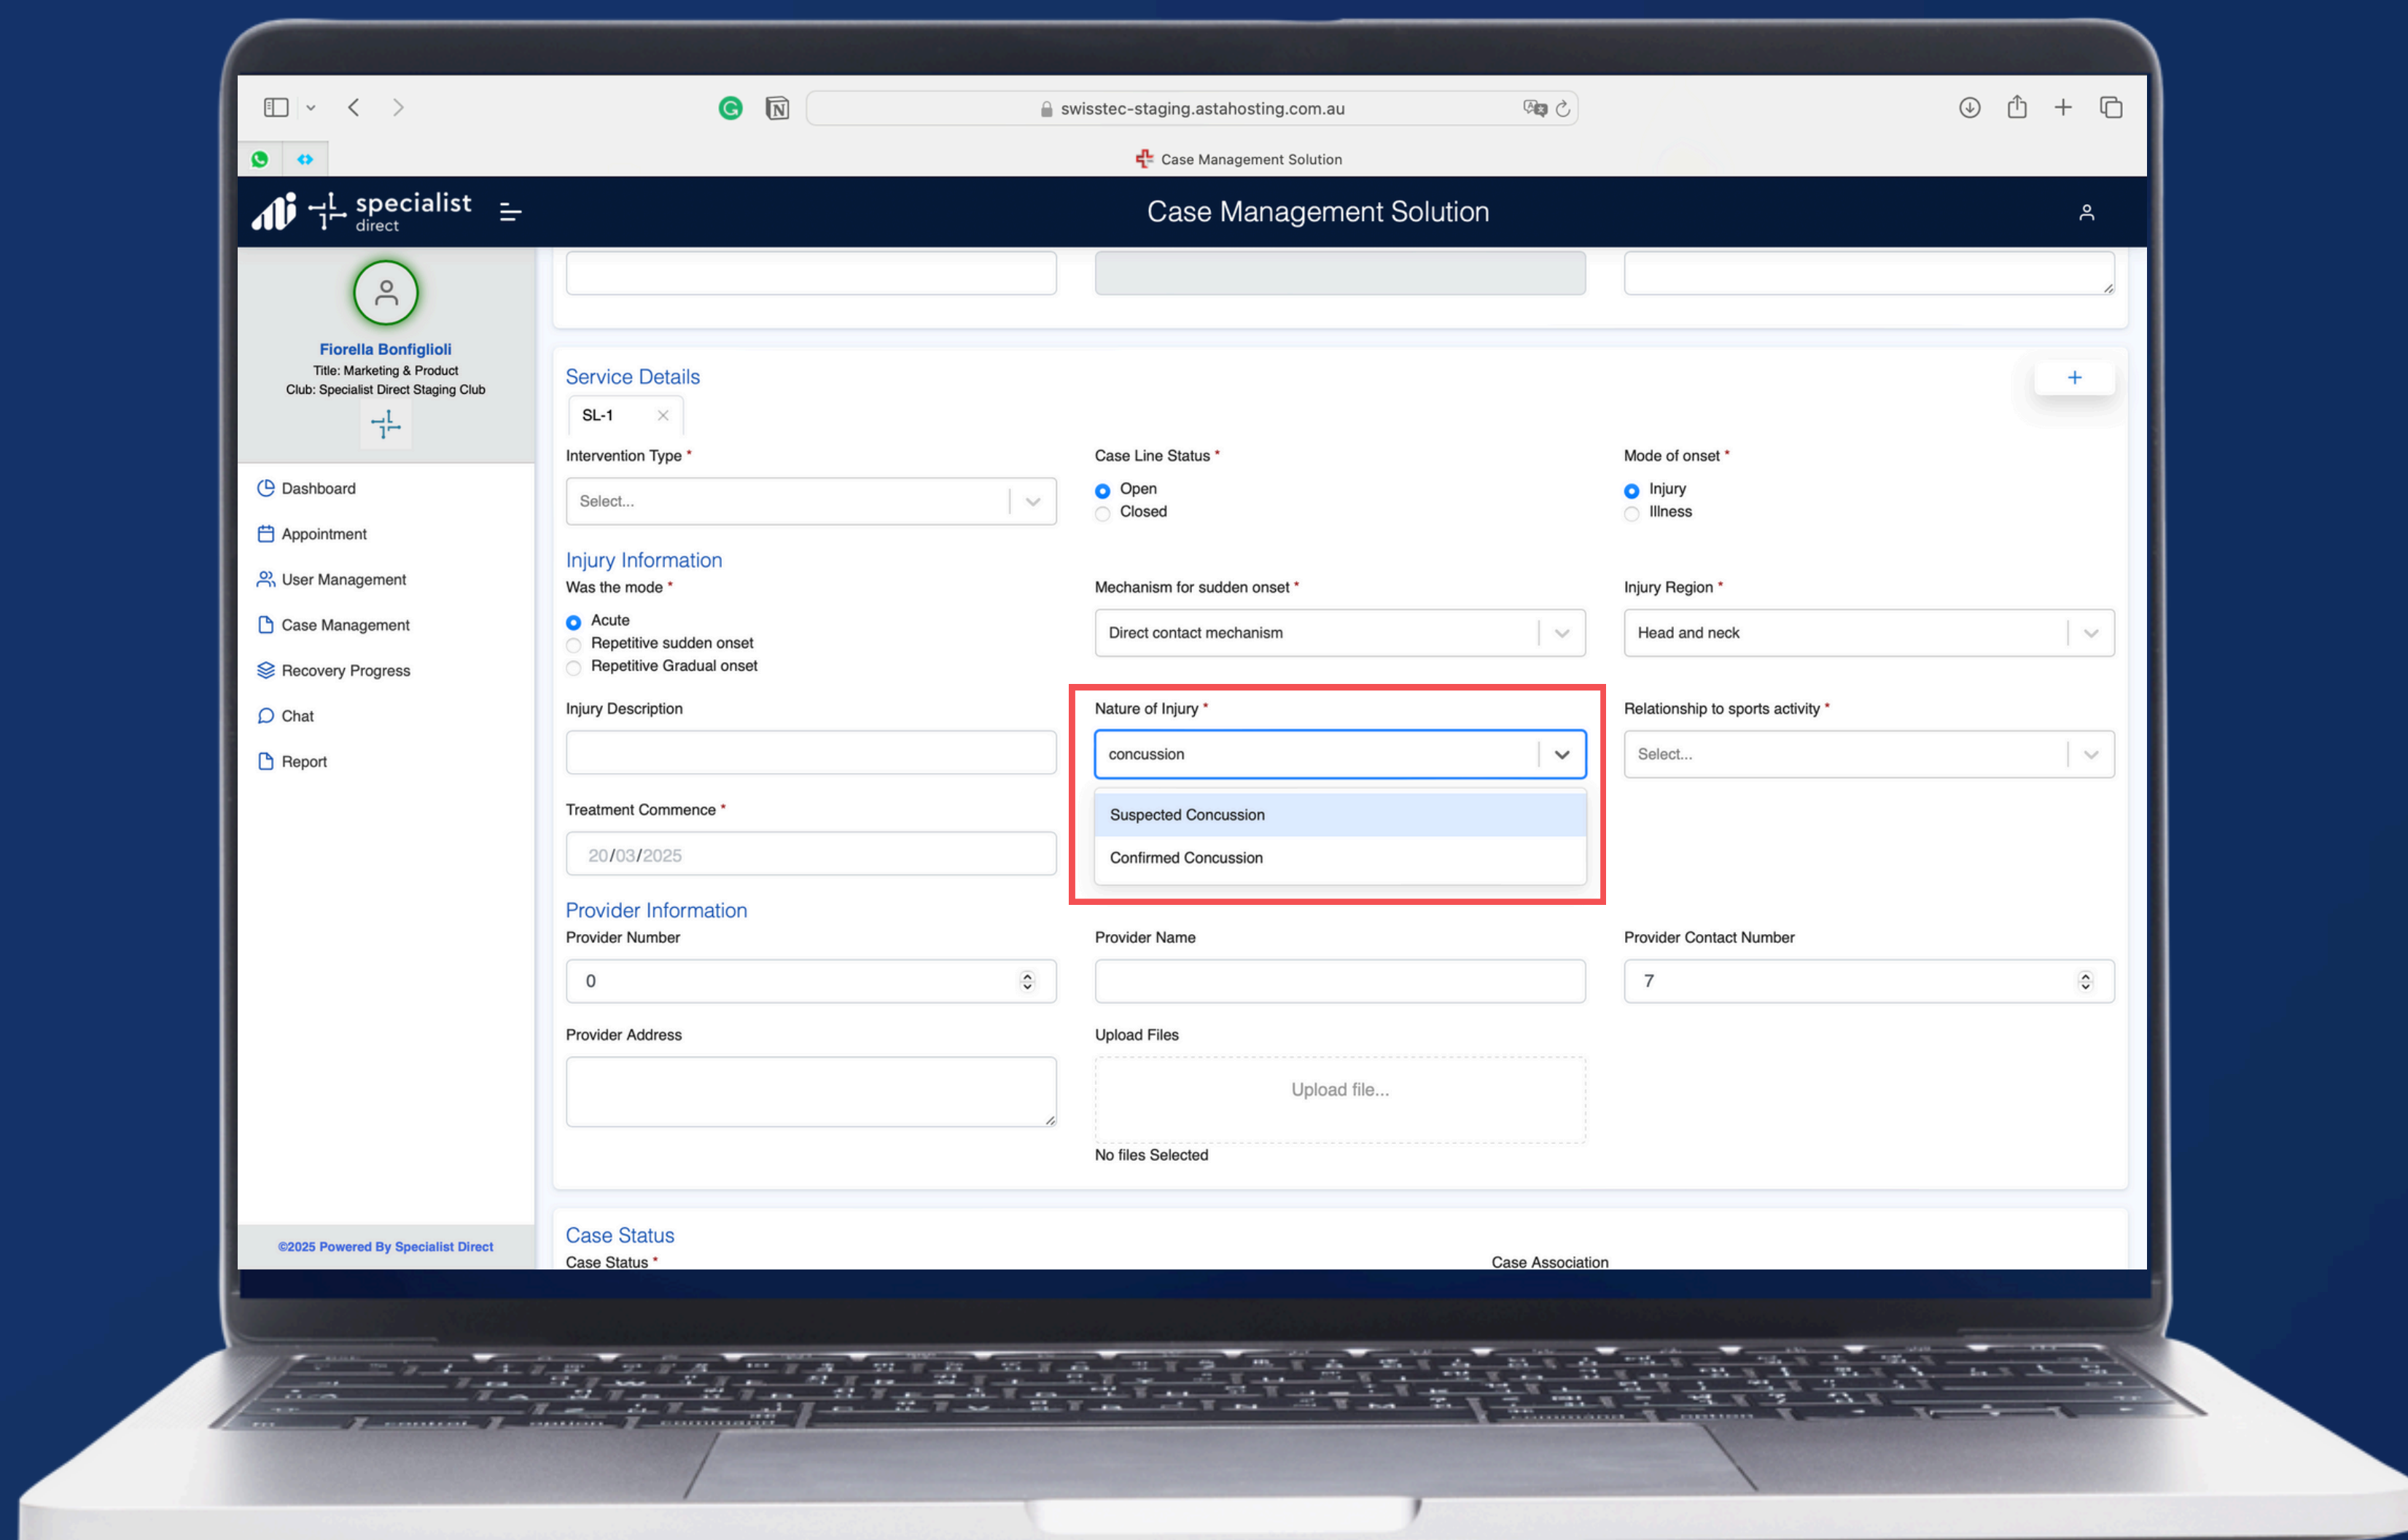 swisstec-staging.astahosting.com.au
Case Management Solution
specialist
direct
Case Management Solution
Fiorella Bonfiglioli
Title: Marketing & Product
Club: Specialist Direct Staging Club
Dashboard
Appointment
User Management
Case Management
Recovery Progress
Chat
Report
©2025 Powered By Specialist Direct
Service Details
+
SL-1
Intervention Type *
Case Line Status *
Mode of onset *
Select...
Open
Closed
Injury
Illness
Injury Information
Was the mode *
Mechanism for sudden onset *
Injury Region *
Acute
Repetitive sudden onset
Repetitive Gradual onset
Direct contact mechanism
Head and neck
Injury Description
Nature of Injury *
Relationship to sports activity *
concussion
Select...
Suspected Concussion
Confirmed Concussion
Treatment Commence *
20/03/2025
Provider Information
Provider Number
Provider Name
Provider Contact Number
0
7
Provider Address
Upload Files
Upload file...
No files Selected
Case Status
Case Status *
Case Association
control
option
command
command
option